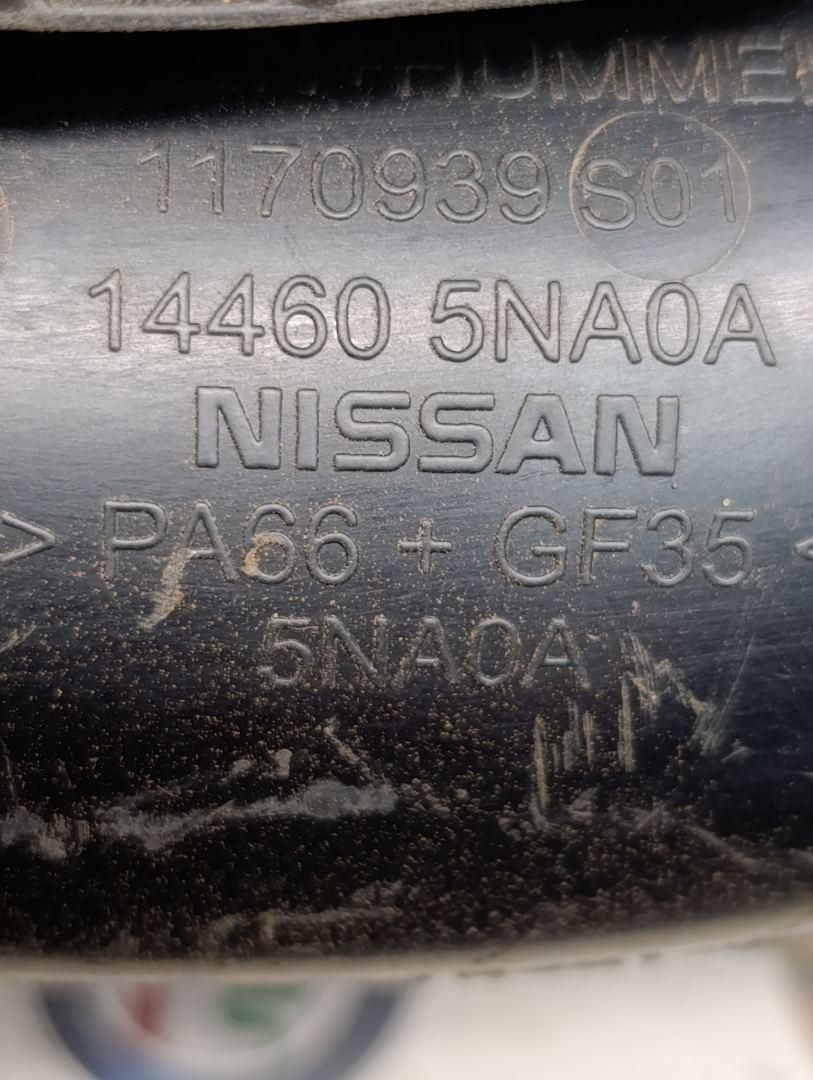 1170939 S01
14460 5NA0A
NISSAN
> PA66 + GF35 <
5NA0A